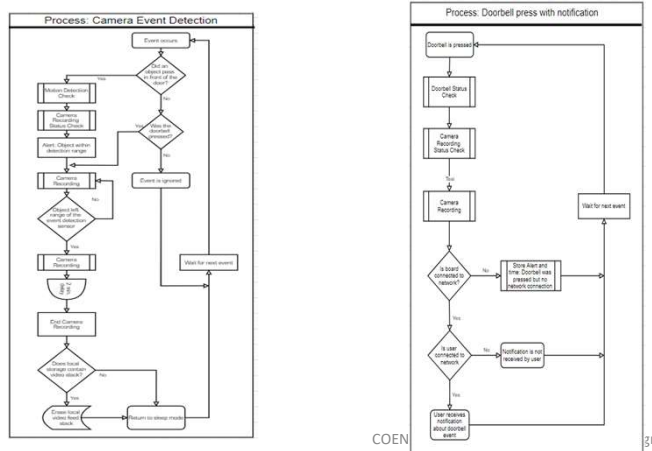 Process: Camera Event Detection
Event occurs
Did an
object pass
in front of the
door?
Yes
No
Motion Detection
Check
Camera
Recording
Status Check
Alert: Object within
detection range
Was the
doorbell
pressed?
Yes
No
Event is ignored
Camera
Recording
No
Object left
range of the
event detection
sensor
Yes
Camera
Recording
Wait for next event
End Camera
Recording
Does local
storage contain
video stack?
No
Yes
Erase local
video feed
stack
Return to sleep mode
Process: Doorbell press with notification
Doorbell is pressed
Doorbell Status
Check
Camera
Recording
Status Check
Text
Camera
Recording
Wait for next event
Is board
connected to
network?
No
Store Alert and
time: Doorbell was
pressed but no
network connection
Yes
Is user
connected to
network
No
Notification is not
received by user
Yes
User receives
notification
about doorbell
event
COEN